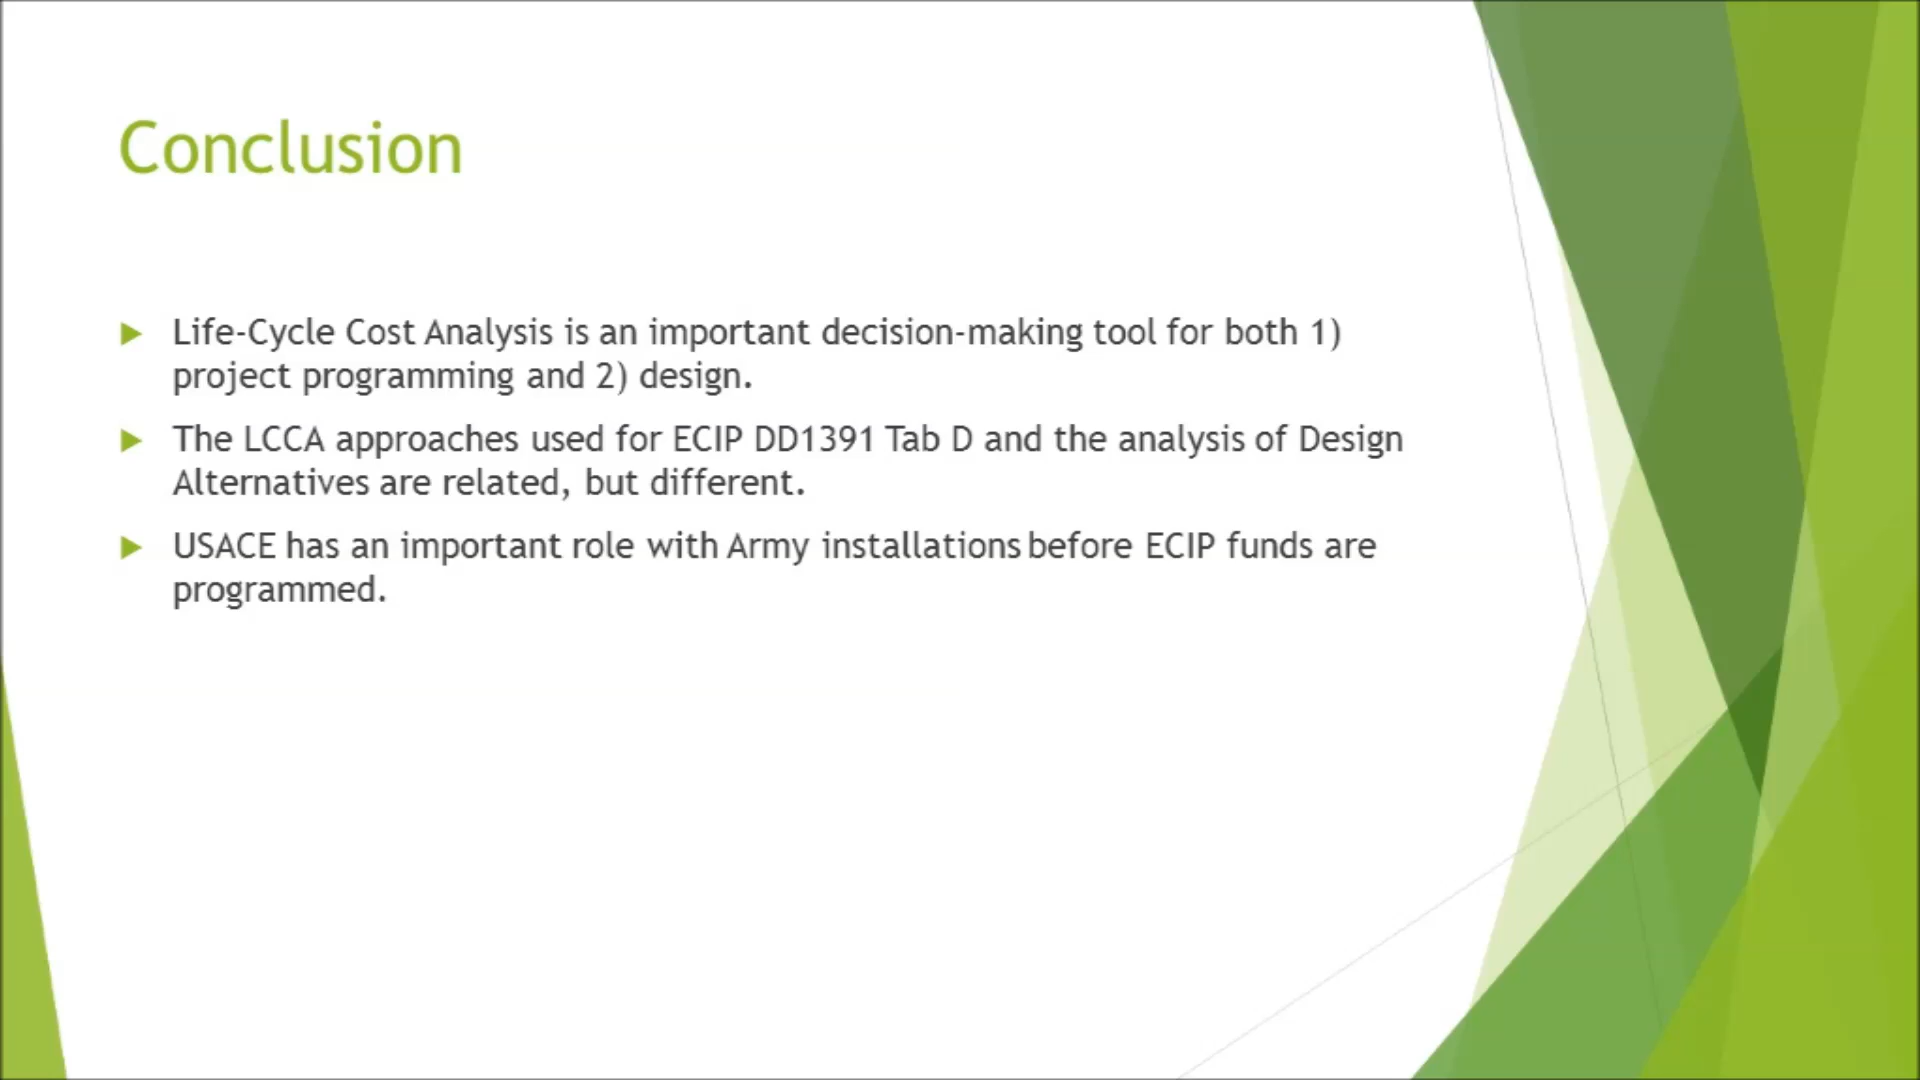 Conclusion
Life-Cycle Cost Analysis is an important decision-making tool for both 1)
project programming and 2) design.
The LCCA approaches used for ECIP DD1391 Tab D and the analysis of Design
Alternatives are related, but different.
USACE has an important role with Army installations before ECIP funds are
programmed.